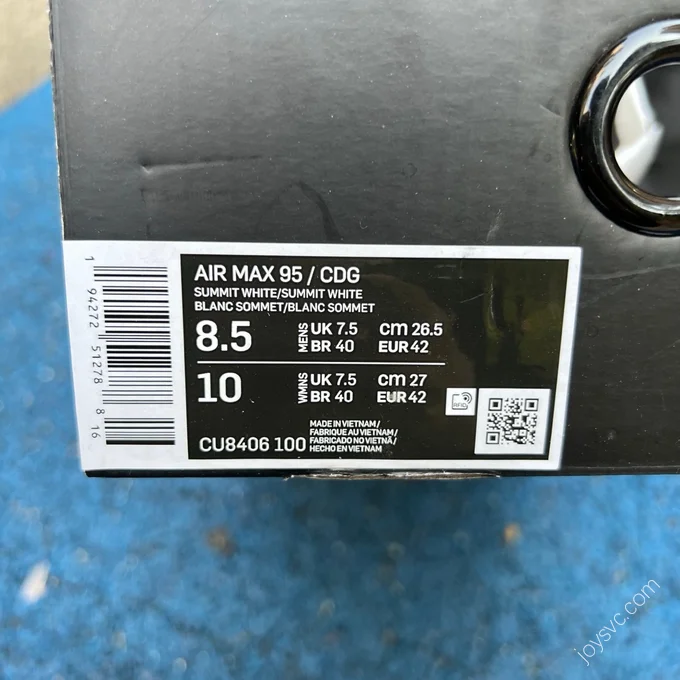 AIR MAX 95 / CDG
SUMMIT WHITE/SUMMIT WHITE
BLANC SOMMET/BLANC SOMMET
8.5 MENS UK 7.5 cm 26.5
BR 40 EUR 42
10 WMNS UK 7.5 cm 27
BR 40 EUR 42
RFID
CU8406 100
MADE IN VIETNAM/
FABRIQUE AU VIETNAM/
FABRICADO NO VIETNÃ/
HECHO EN VIETNAM
1 94272 51278 8 16
joysvc.com